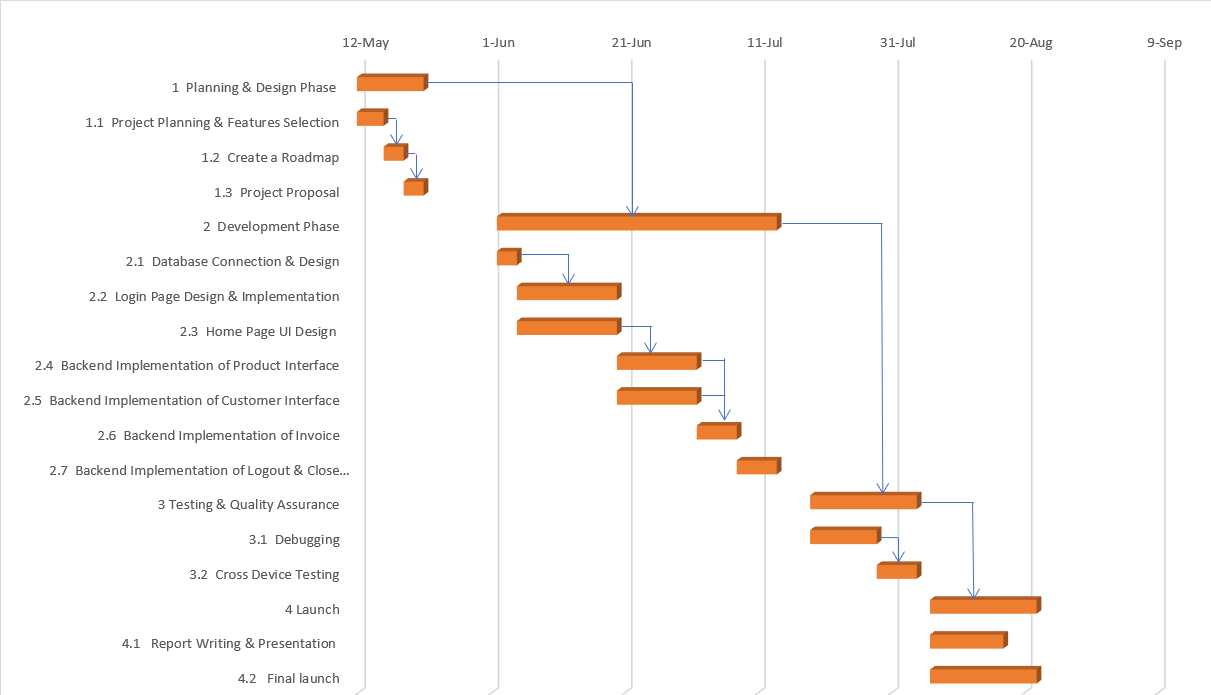 12-May 1-Jun 21-Jun 11-Jul 31-Jul 20-Aug 9-Sep
1 Planning & Design Phase
1.1 Project Planning & Features Selection
1.2 Create a Roadmap
1.3 Project Proposal
2 Development Phase
2.1 Database Connection & Design
2.2 Login Page Design & Implementation
2.3 Home Page UI Design
2.4 Backend Implementation of Product Interface
2.5 Backend Implementation of Customer Interface
2.6 Backend Implementation of Invoice
2.7 Backend Implementation of Logout & Close...
3 Testing & Quality Assurance
3.1 Debugging
3.2 Cross Device Testing
4 Launch
4.1 Report Writing & Presentation
4.2 Final launch